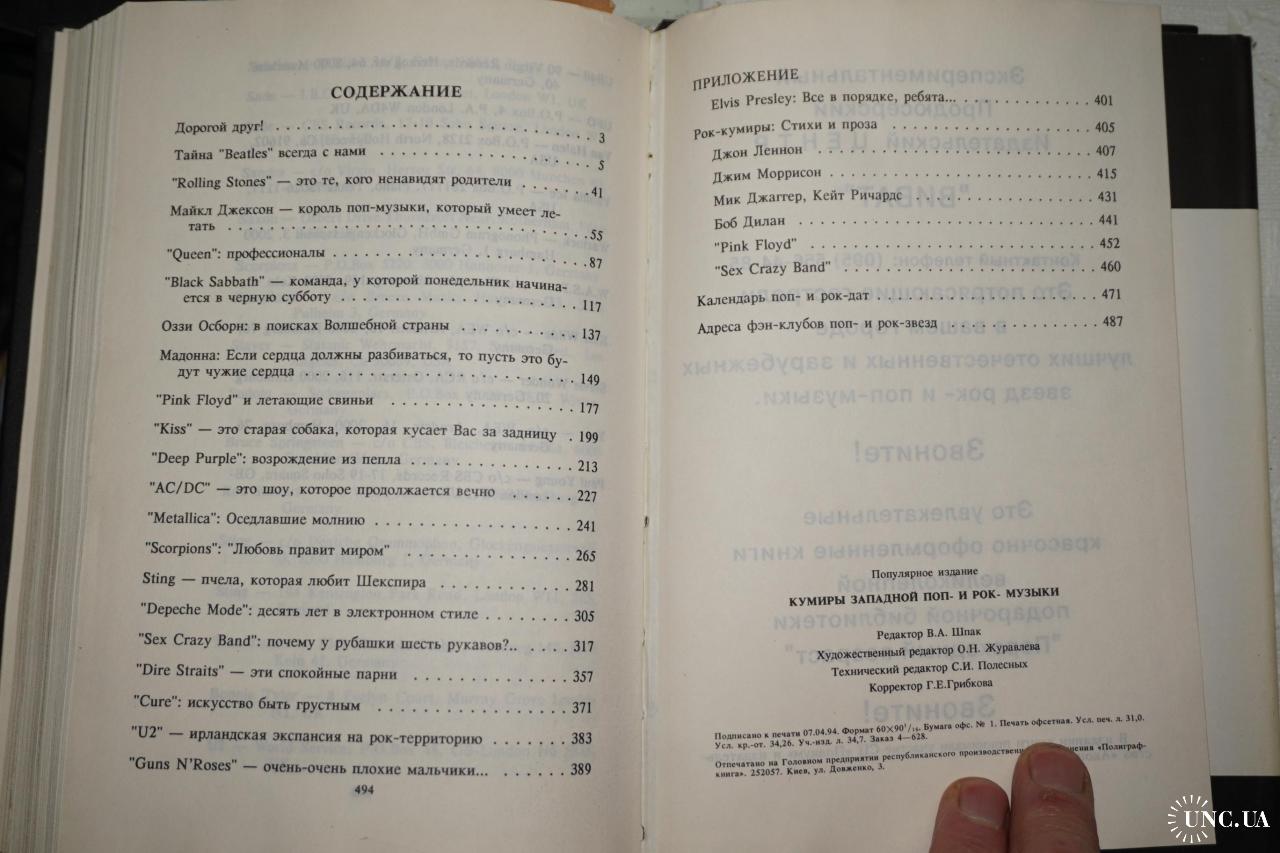 СОДЕРЖАНИЕ
Дорогой друг! . . . . . . . . . . . . . . . . . . . . . . . . . . . . 3
Тайна "Beatles" всегда с нами . . . . . . . . . . . . . . . . . 5
"Rolling Stones" — это те, кого ненавидят родители . . . . . . . 41
Майкл Джексон — король поп-музыки, который умеет ле-
тать . . . . . . . . . . . . . . . . . . . . . . . . . . . . . . . 55
"Queen": профессионалы . . . . . . . . . . . . . . . . . . . . . 87
"Black Sabbath" — команда, у которой понедельник начина-
ется в черную субботу . . . . . . . . . . . . . . . . . . . . 117
Оззи Осборн: в поисках Волшебной страны . . . . . . . . . . 137
Мадонна: Если сердца должны разбиваться, то пусть это бу-
дут чужие сердца . . . . . . . . . . . . . . . . . . . . . . . 149
"Pink Floyd" и летающие свиньи . . . . . . . . . . . . . . . . 177
"Kiss" — это старая собака, которая кусает Вас за задницу . 199
"Deep Purple": возрождение из пепла . . . . . . . . . . . . . . 213
"AC/DC" — это шоу, которое продолжается вечно . . . . . . 227
"Metallica": Оседлавшие молнию . . . . . . . . . . . . . . . . 241
"Scorpions": "Любовь правит миром" . . . . . . . . . . . . . . 265
Sting — пчела, которая любит Шекспира . . . . . . . . . . . 281
"Depeche Mode": десять лет в электронном стиле . . . . . . . 305
"Sex Crazy Band": почему у рубашки шесть рукавов?.. . . . . 317
"Dire Straits" — эти спокойные парни . . . . . . . . . . . . . 357
"Cure": искусство быть грустным . . . . . . . . . . . . . . . . 371
"U2" — ирландская экспансия на рок-территорию . . . . . . . 383
"Guns N'Roses" — очень-очень плохие мальчики... . . . . . . 389
494
ПРИЛОЖЕНИЕ
Elvis Presley: Все в порядке, ребята... . . . . . . . . . . . . . 401
Рок-кумиры: Стихи и проза . . . . . . . . . . . . . . . . . . . 405
Джон Леннон . . . . . . . . . . . . . . . . . . . . . . . . . . 407
Джим Моррисон . . . . . . . . . . . . . . . . . . . . . . . . . 415
Мик Джаггер, Кейт Ричардс . . . . . . . . . . . . . . . . . . 431
Боб Дилан . . . . . . . . . . . . . . . . . . . . . . . . . . . . 441
"Pink Floyd" . . . . . . . . . . . . . . . . . . . . . . . . . . . 452
"Sex Crazy Band" . . . . . . . . . . . . . . . . . . . . . . . . 460
Календарь поп- и рок-дат . . . . . . . . . . . . . . . . . . . . 471
Адреса фэн-клубов поп- и рок-звезд . . . . . . . . . . . . . 487
Популярное издание
КУМИРЫ ЗАПАДНОЙ ПОП- И РОК- МУЗЫКИ
Редактор В.А. Шпак
Художественный редактор О.Н. Журавлева
Технический редактор С.И. Полесных
Корректор Г.Е.Грибкова
Подписано к печати 07.04.94. Формат 60×90¹/₁₆. Бумага офс. № 1. Печать офсетная. Усл. печ. л. 31,0.
Усл. кр.-от. 34,26. Уч.-изд. л. 34,7. Заказ 4—628.
Отпечатано на Головном предприятии республиканского производственн нения «Полиграф-
книга». 252057. Киев, ул. Довженко, 3.
UNC.UA